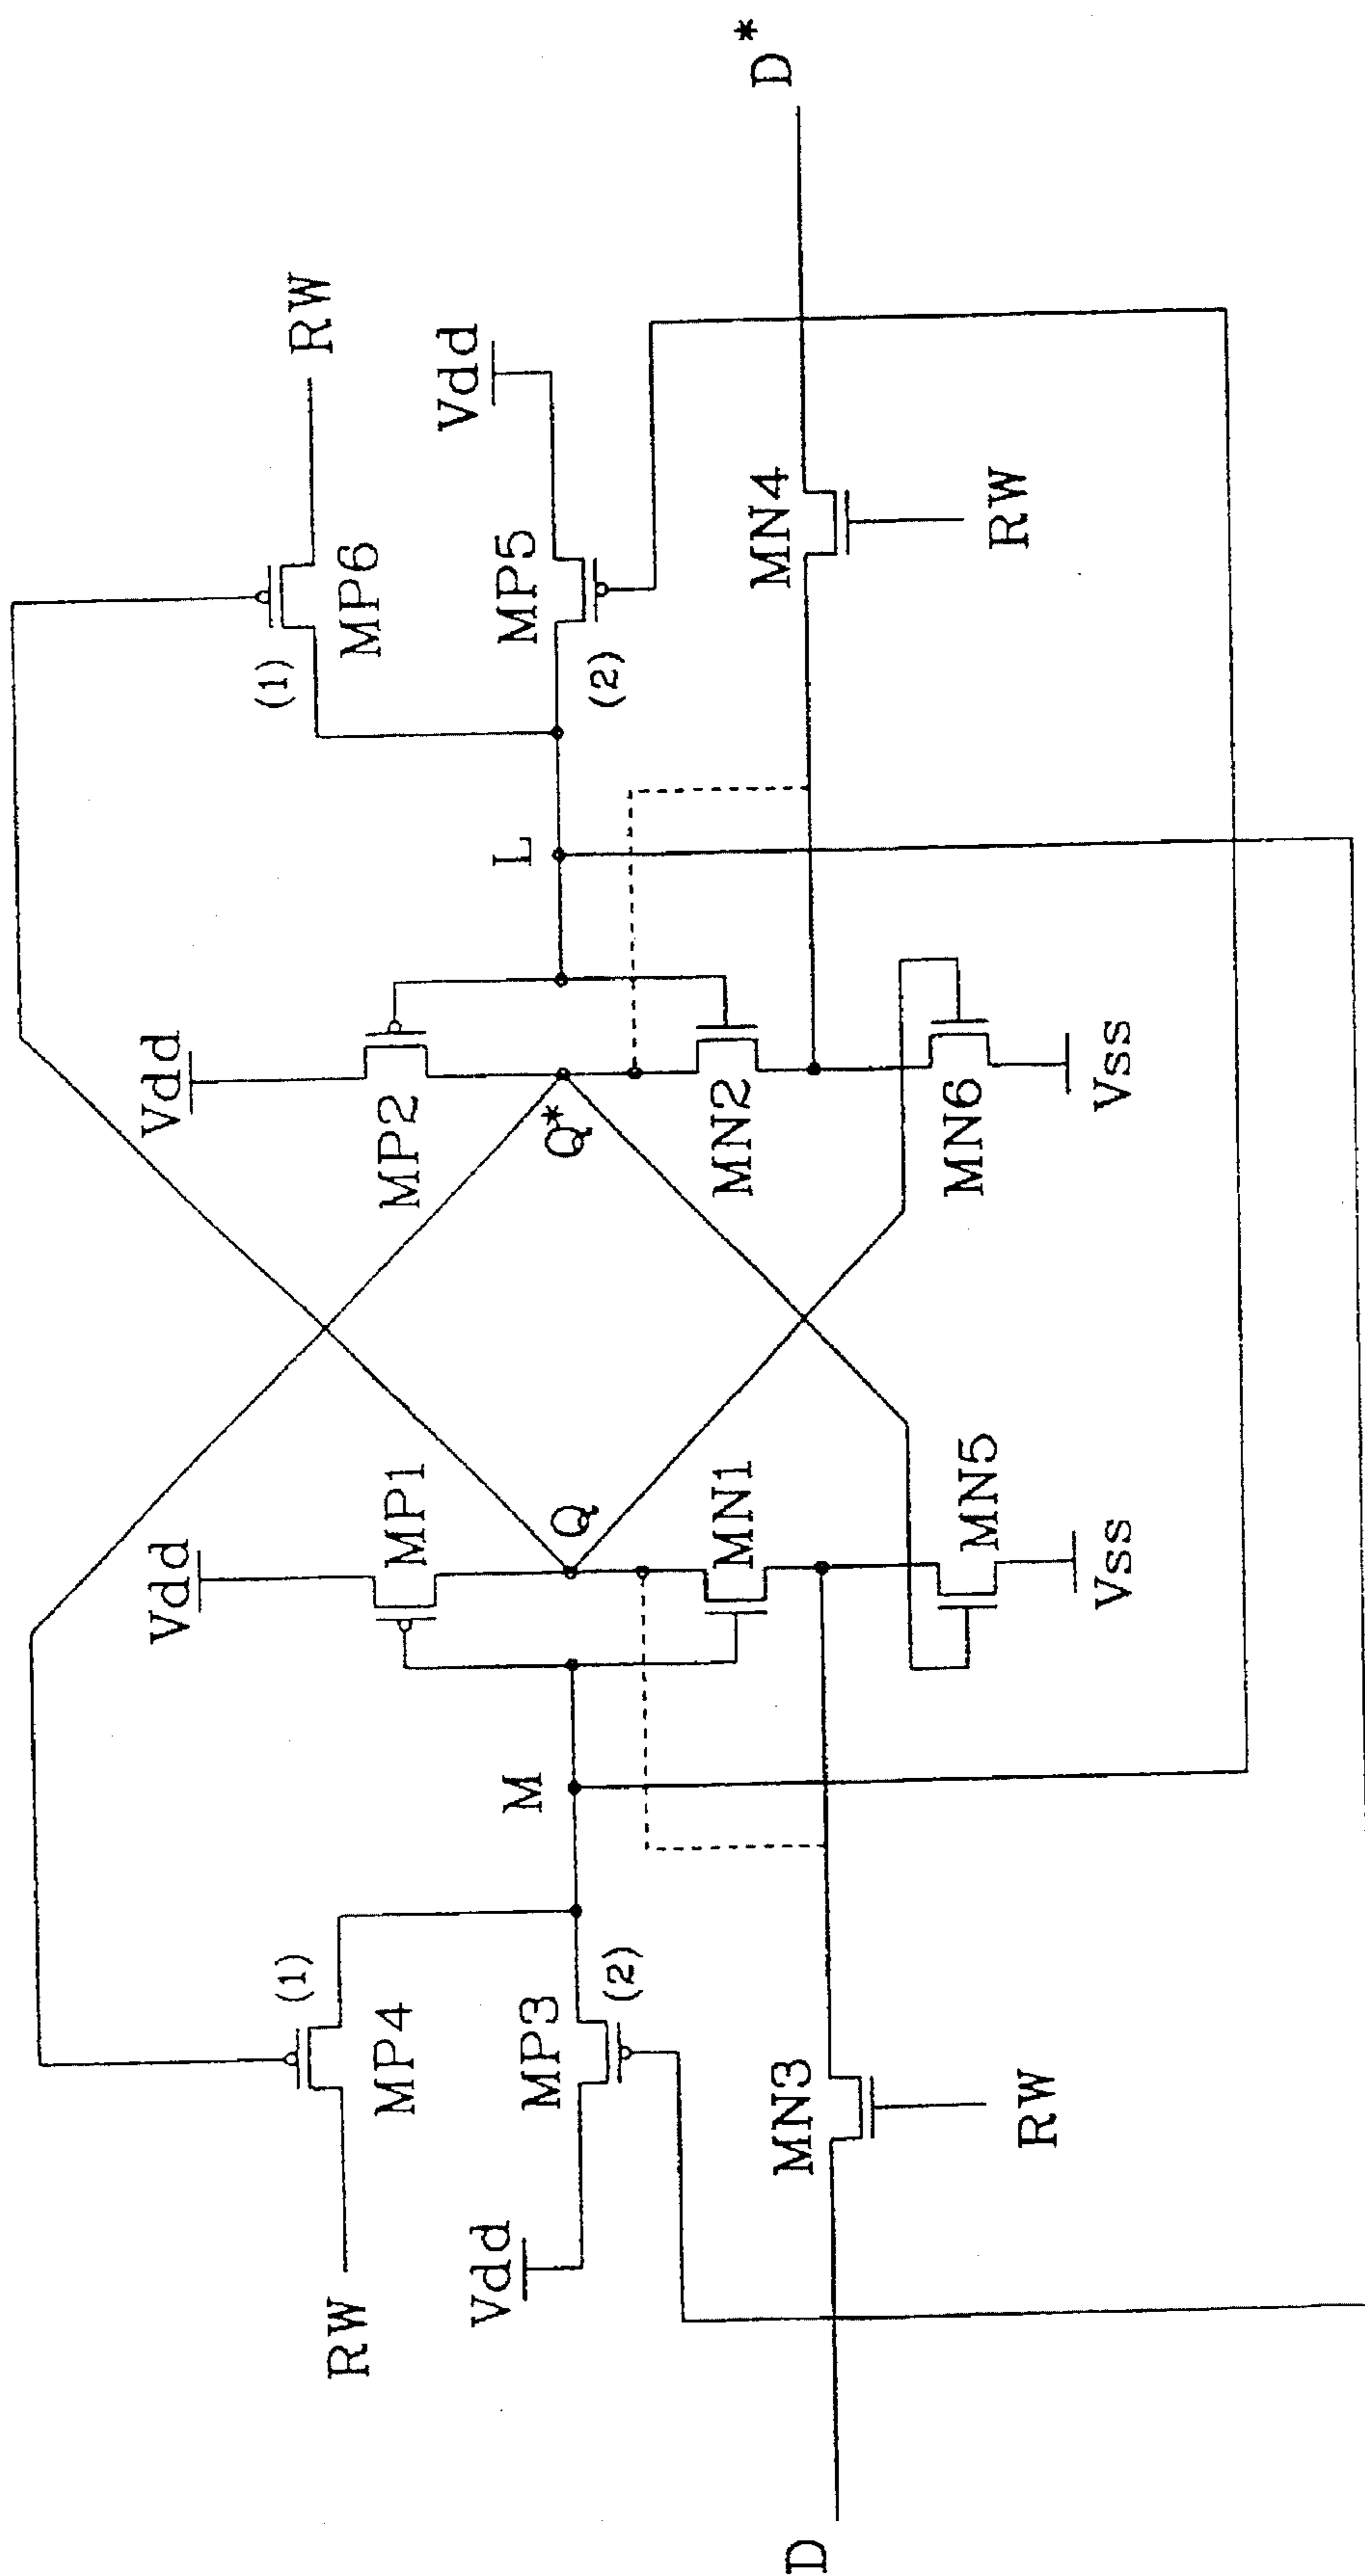 RW
MP6
(1)
Vdd
MP5
(2)
D*
MN4
RW
L
Vdd
MP2
Q*
MN2
MN6
Vss
Vdd
MP1
Q
MN1
MN5
Vss
M
(1)
MP4
RW
MP3
(2)
Vdd
MN3
RW
D